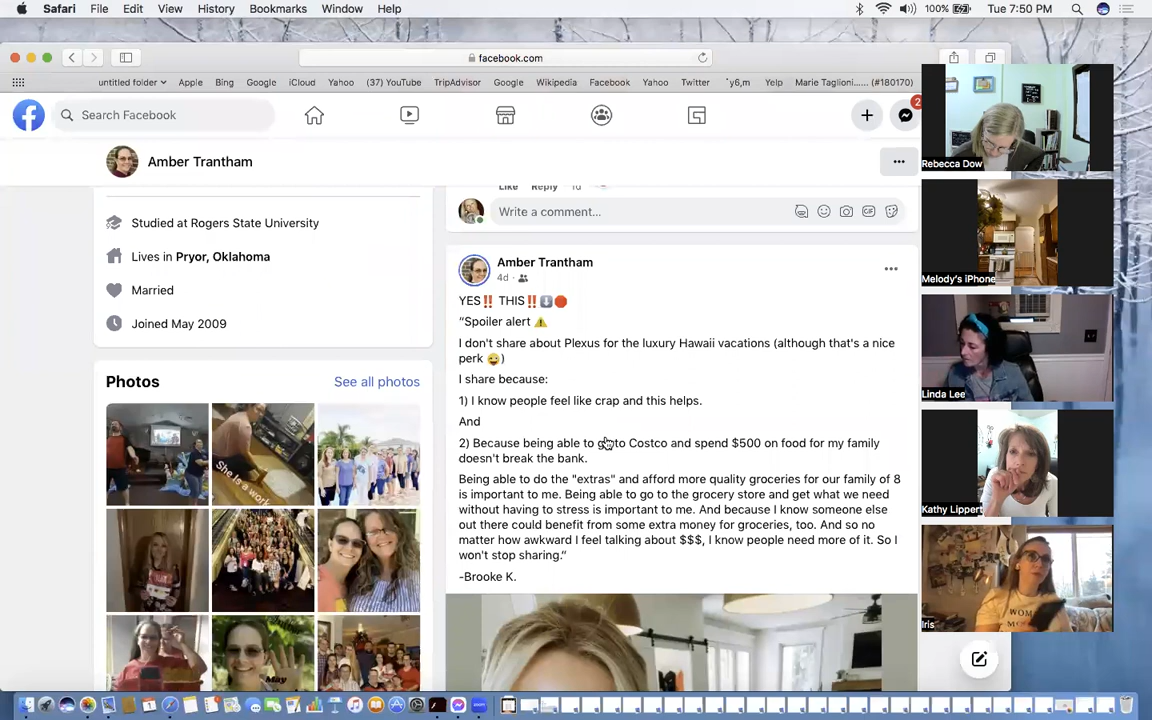 Safari File Edit View History Bookmarks Window Help 100% Tue 7:50 PM
facebook.com
untitled folder Apple Bing Google iCloud Yahoo (37) YouTube TripAdvisor Google Wikipedia Facebook Yahoo Twitter ˇy6,m Yelp Marie Taglioni...... (#180170)
Search Facebook
2
Amber Trantham
Studied at Rogers State University
Lives in Pryor, Oklahoma
Married
Joined May 2009
Photos See all photos
She is a work
May
Like Reply 1d
Write a comment...
Amber Trantham
4d
YES‼️ THIS‼️⬇️🛑
“Spoiler alert ⚠️
I don't share about Plexus for the luxury Hawaii vacations (although that's a nice
perk 😜)
I share because:
1) I know people feel like crap and this helps.
And
2) Because being able to go to Costco and spend $500 on food for my family
doesn't break the bank.
Being able to do the "extras" and afford more quality groceries for our family of 8
is important to me. Being able to go to the grocery store and get what we need
without having to stress is important to me. And because I know someone else
out there could benefit from some extra money for groceries, too. And so no
matter how awkward I feel talking about $$$, I know people need more of it. So I
won't stop sharing.”
-Brooke K.
Rebecca Dow
Melody's iPhone
Linda Lee
Kathy Lippert
Iris